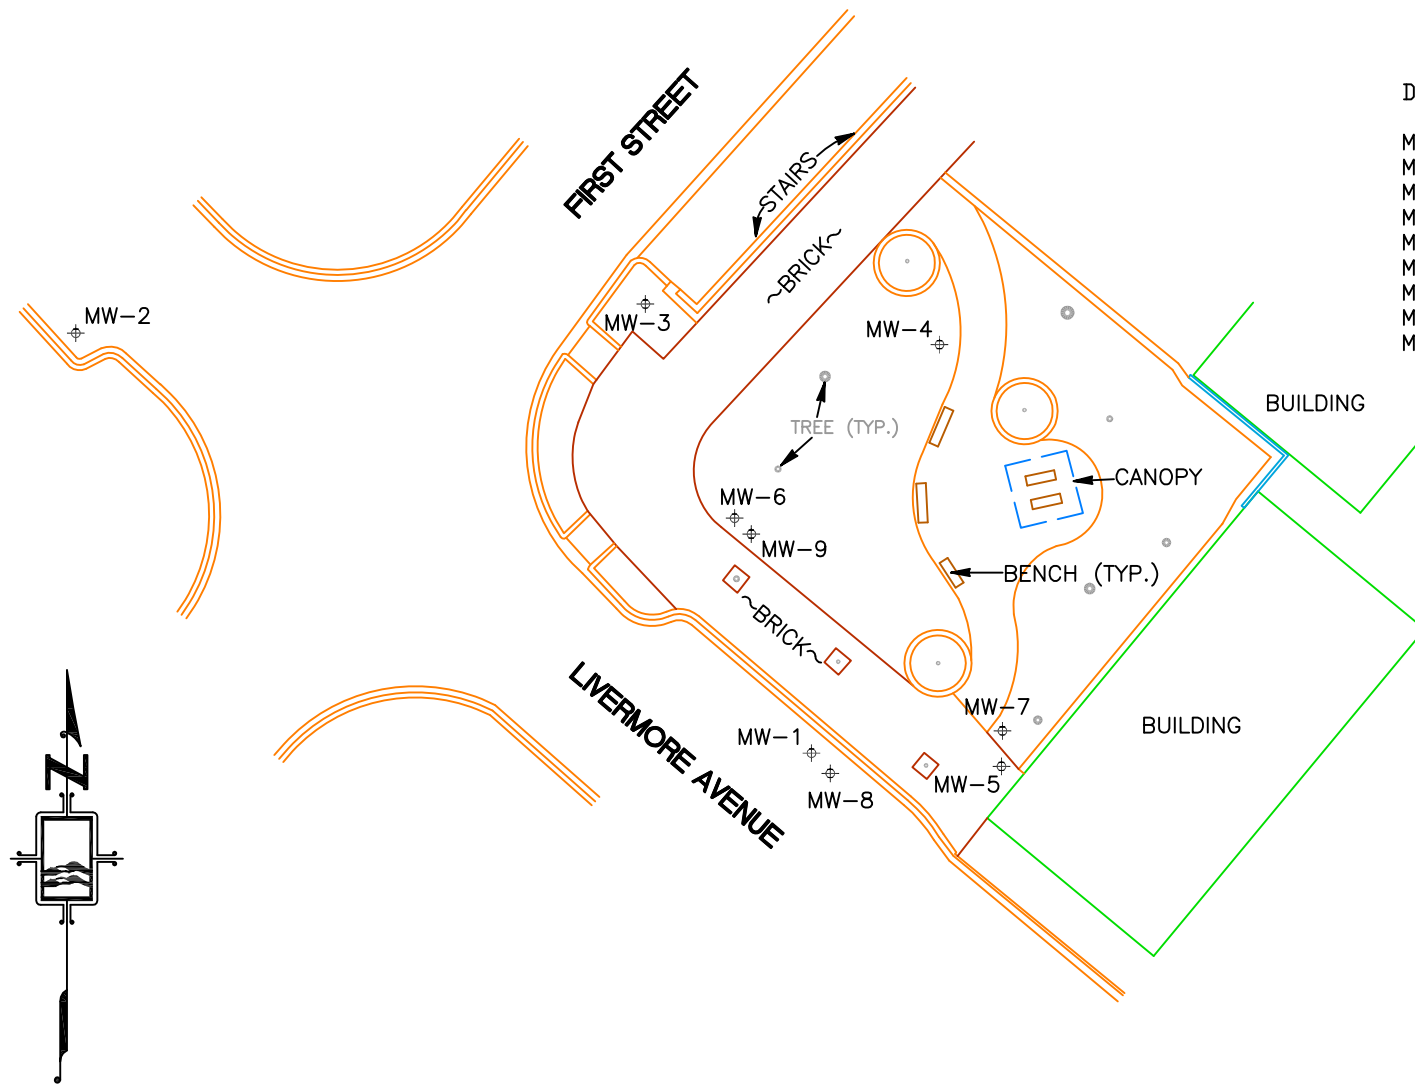 FIRST STREET
D
STAIRS
M
M
M
M
M
M
M
M
M
~BRICK~
MW-2
MW-3
MW-4
BUILDING
TREE (TYP.)
CANOPY
MW-6
MW-9
BENCH (TYP.)
~BRICK~
LIVERMORE AVENUE
MW-7
BUILDING
MW-1
MW-5
MW-8
N